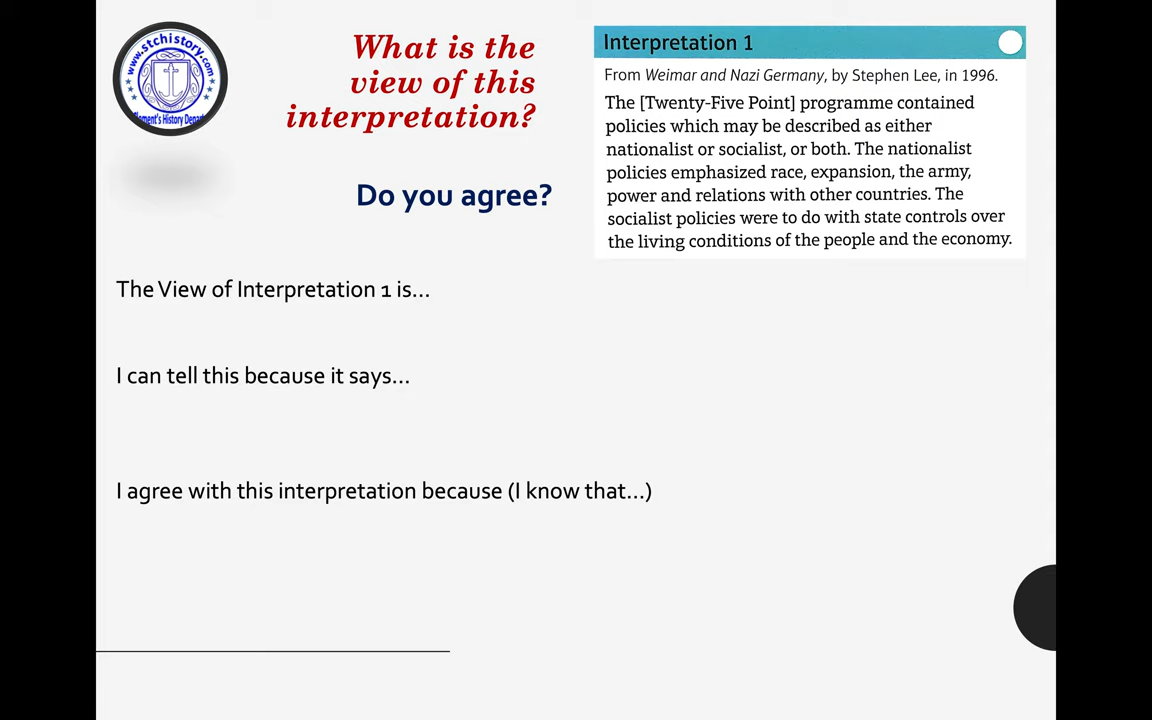 www.stchistory.com
lement's History Depar
What is the
view of this
interpretation?
Do you agree?
Interpretation 1
From Weimar and Nazi Germany, by Stephen Lee, in 1996.
The [Twenty-Five Point] programme contained
policies which may be described as either
nationalist or socialist, or both. The nationalist
policies emphasized race, expansion, the army,
power and relations with other countries. The
socialist policies were to do with state controls over
the living conditions of the people and the economy.
The View of Interpretation 1 is...
I can tell this because it says...
I agree with this interpretation because (I know that...)